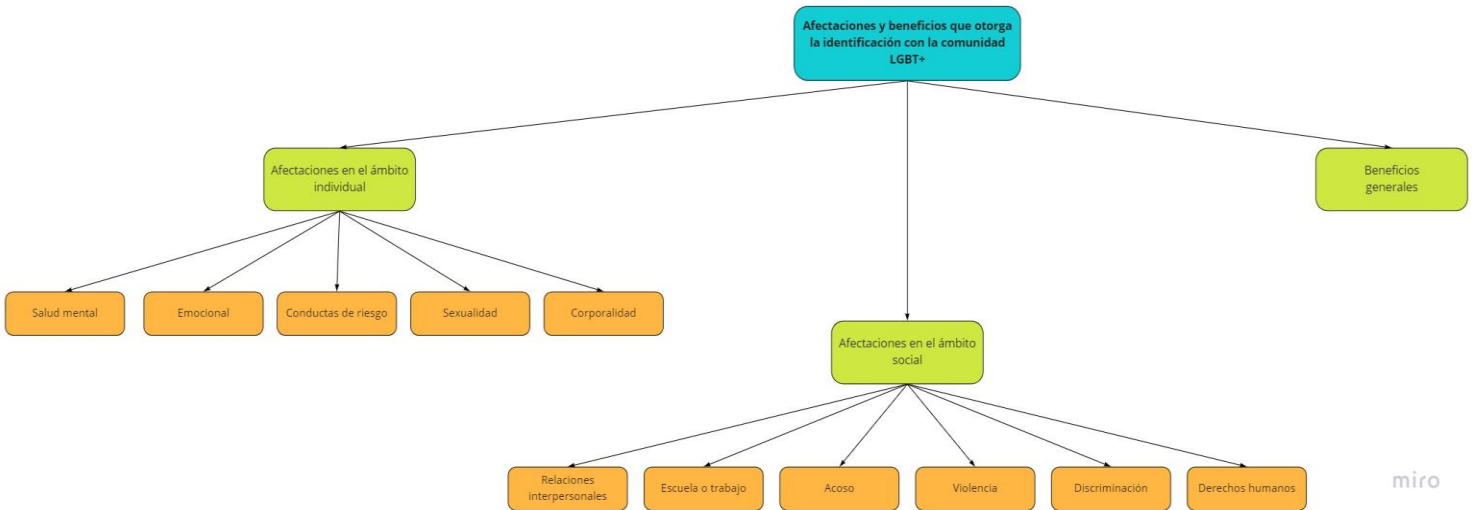 Afectaciones y beneficios que otorga
la identificación con la comunidad
LGBT+
Afectaciones en el ámbito
individual
Beneficios
generales
Salud mental
Emocional
Conductas de riesgo
Sexualidad
Corporalidad
Afectaciones en el ámbito
social
Relaciones
interpersonales
Escuela o trabajo
Acoso
Violencia
Discriminación
Derechos humanos
miro